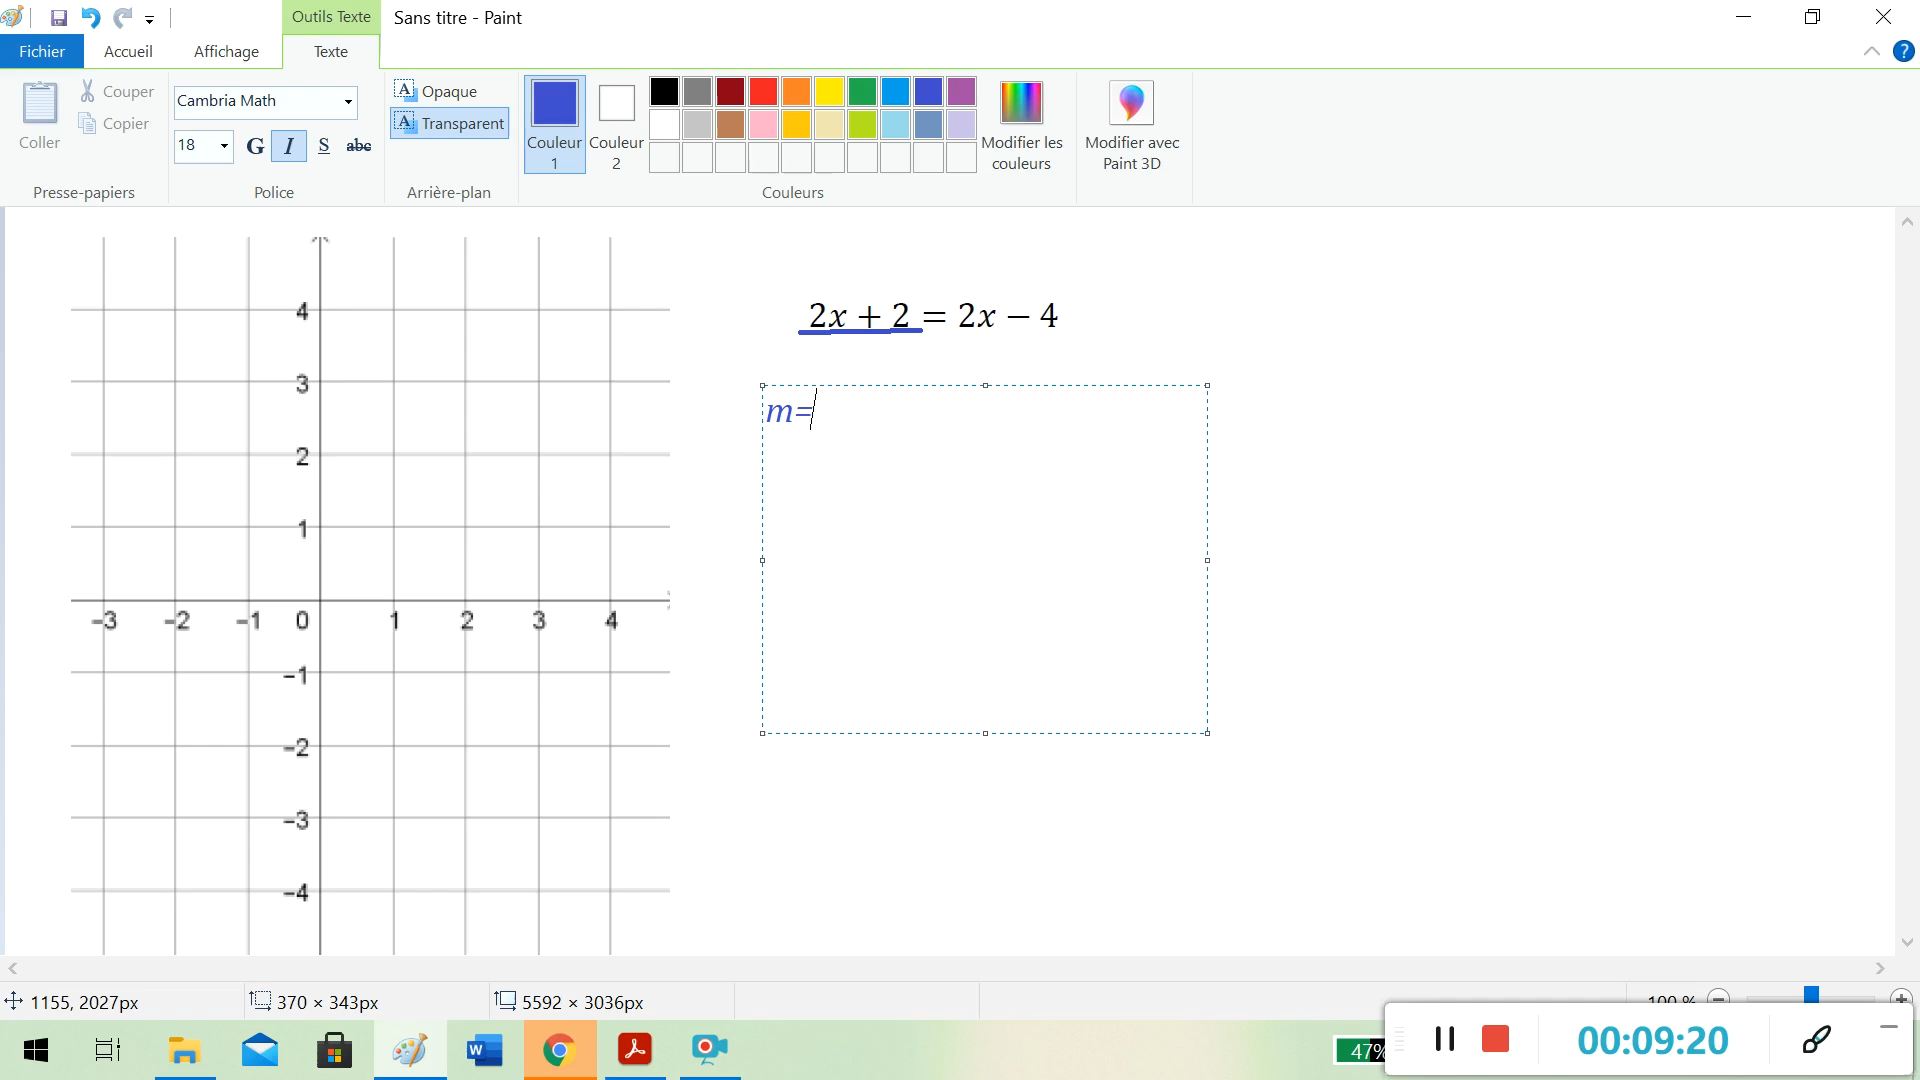 Outils Texte
Sans titre - Paint
Fichier
Accueil
Affichage
Texte
Coller
Couper
Copier
Presse-papiers
Cambria Math
18
G I S abc
Police
A Opaque
A Transparent
Arrière-plan
Couleur
1
Couleur
2
Couleurs
Modifier les
couleurs
Modifier avec
Paint 3D
4
3
2
1
−3 −2 −1 0 1 2 3 4
−1
−2
−3
−4
2x + 2 = 2x − 4
m=
1155, 2027px
370 × 343px
5592 × 3036px
100 %
47%
00:09:20